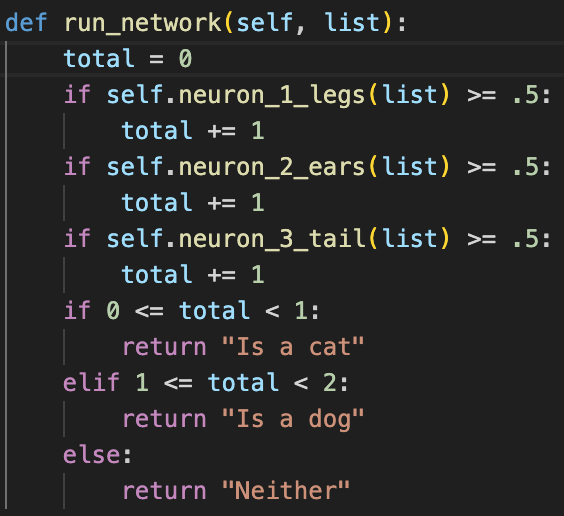 def run_network(self, list):
    total = 0
    if self.neuron_1_legs(list) >= .5:
        total += 1
    if self.neuron_2_ears(list) >= .5:
        total += 1
    if self.neuron_3_tail(list) >= .5:
        total += 1
    if 0 <= total < 1:
        return "Is a cat"
    elif 1 <= total < 2:
        return "Is a dog"
    else:
        return "Neither"